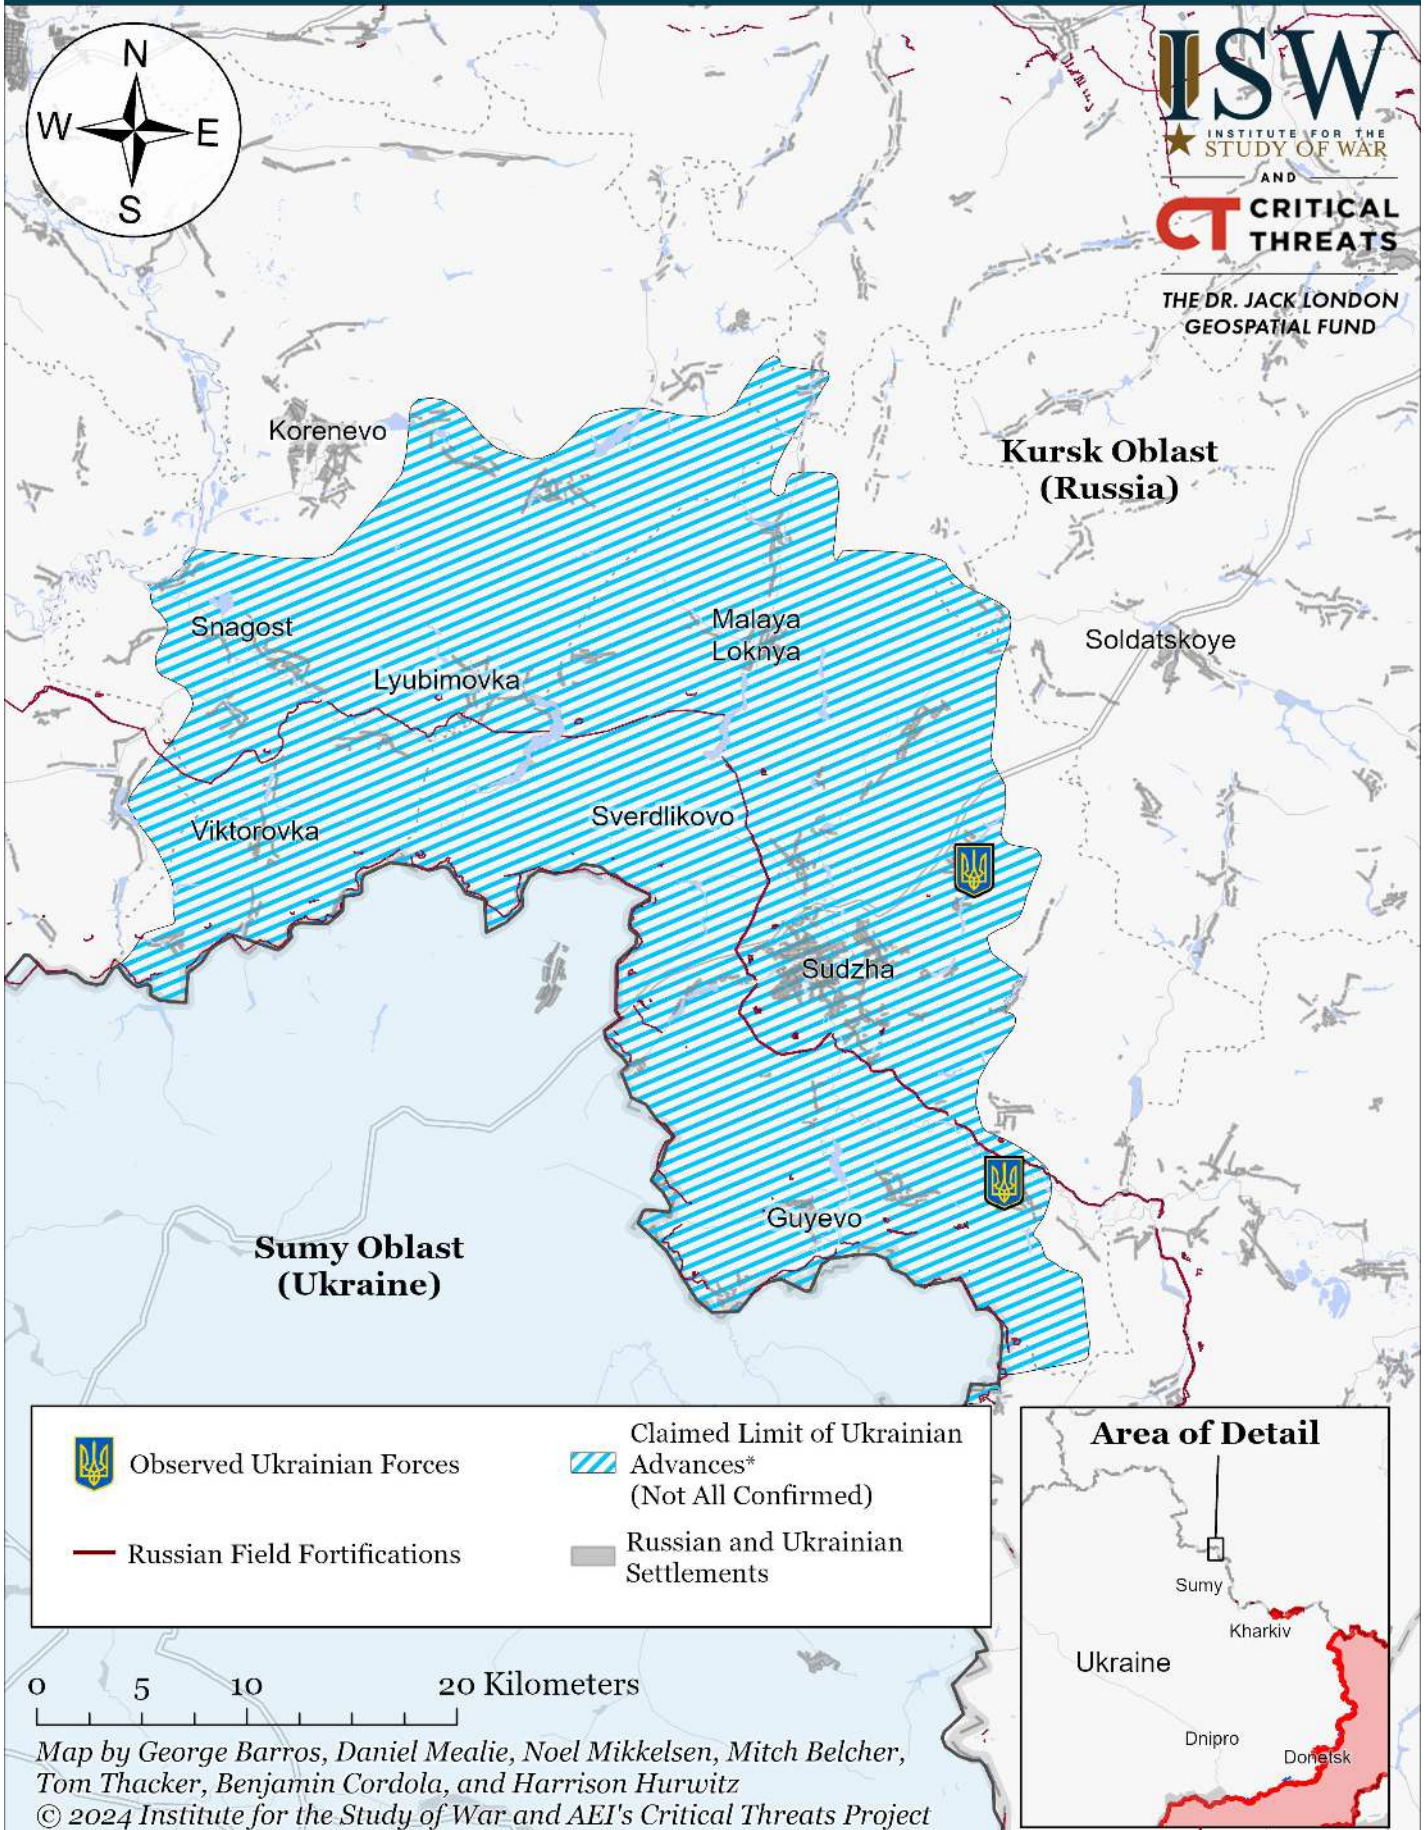 N
W
E
S
ISW
INSTITUTE FOR THE
STUDY OF WAR
AND
CT CRITICAL
THREATS
THE DR. JACK LONDON
GEOSPATIAL FUND
Korenevo
Kursk Oblast
(Russia)
Snagost
Malaya
Loknya
Soldatskoye
Lyubimovka
Sverdlikovo
Viktorovka
Sudzha
Guyevo
Sumy Oblast
(Ukraine)
Observed Ukrainian Forces
Russian Field Fortifications
Claimed Limit of Ukrainian
Advances*
(Not All Confirmed)
Russian and Ukrainian
Settlements
Area of Detail
Sumy
Kharkiv
Ukraine
Dnipro
Donetsk
0 5 10 20 Kilometers
Map by George Barros, Daniel Mealie, Noel Mikkelsen, Mitch Belcher,
Tom Thacker, Benjamin Cordola, and Harrison Hurwitz
© 2024 Institute for the Study of War and AEI's Critical Threats Project